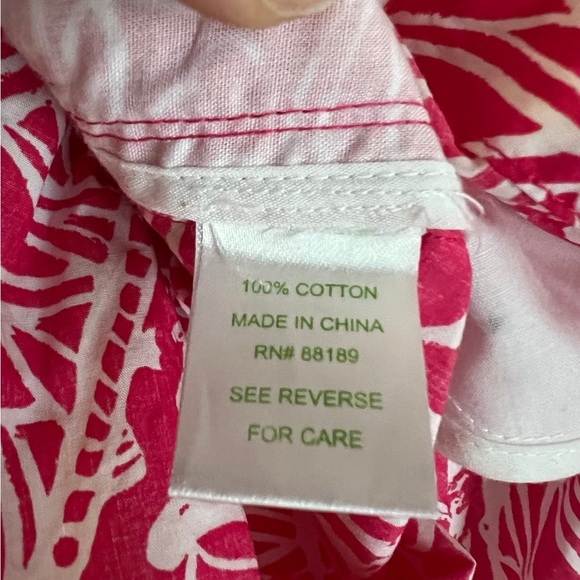 100% COTTON
MADE IN CHINA
RN# 88189
SEE REVERSE
FOR CARE